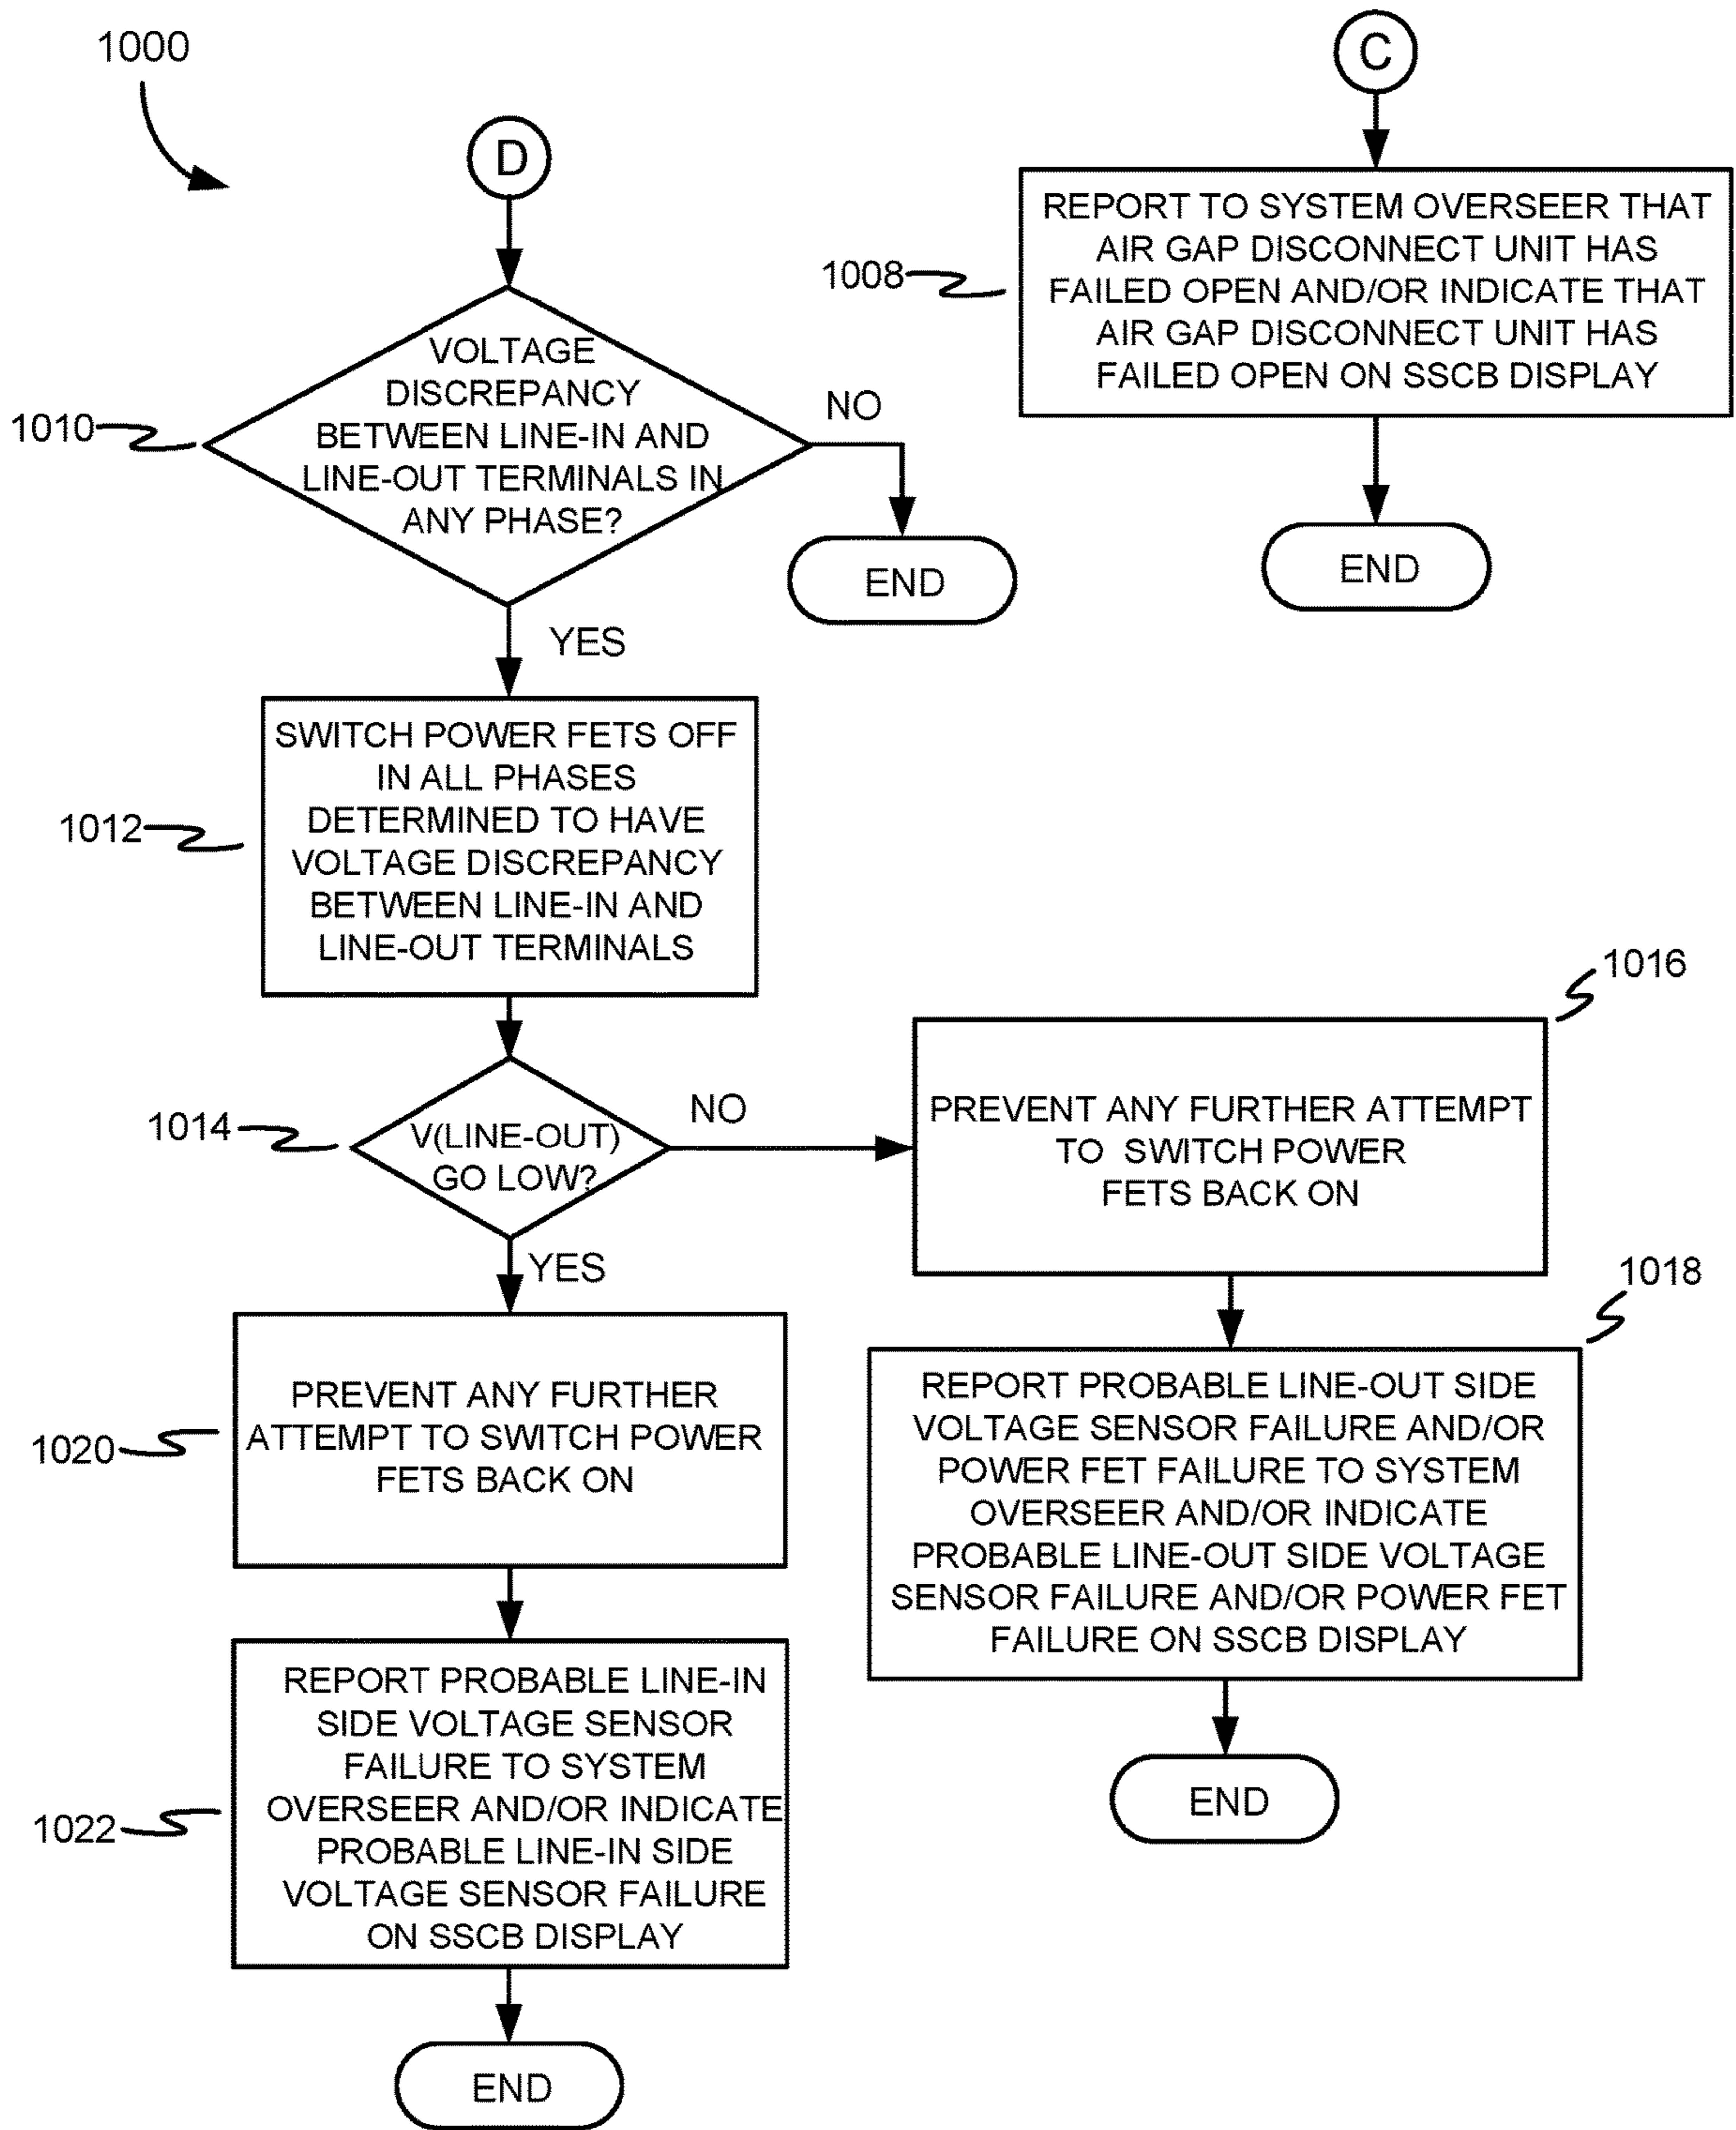 1000
C
D
REPORT TO SYSTEM OVERSEER THAT
AIR GAP DISCONNECT UNIT HAS
FAILED OPEN AND/OR INDICATE THAT
AIR GAP DISCONNECT UNIT HAS
FAILED OPEN ON SSCB DISPLAY
1008
END
VOLTAGE
DISCREPANCY
BETWEEN LINE-IN AND
LINE-OUT TERMINALS IN
ANY PHASE?
1010
NO
END
YES
SWITCH POWER FETS OFF
IN ALL PHASES
DETERMINED TO HAVE
VOLTAGE DISCREPANCY
BETWEEN LINE-IN AND
LINE-OUT TERMINALS
1012
1014
V(LINE-OUT)
GO LOW?
NO
1016
PREVENT ANY FURTHER ATTEMPT
TO SWITCH POWER
FETS BACK ON
1018
REPORT PROBABLE LINE-OUT SIDE
VOLTAGE SENSOR FAILURE AND/OR
POWER FET FAILURE TO SYSTEM
OVERSEER AND/OR INDICATE
PROBABLE LINE-OUT SIDE VOLTAGE
SENSOR FAILURE AND/OR POWER FET
FAILURE ON SSCB DISPLAY
END
YES
PREVENT ANY FURTHER
ATTEMPT TO SWITCH POWER
FETS BACK ON
1020
REPORT PROBABLE LINE-IN
SIDE VOLTAGE SENSOR
FAILURE TO SYSTEM
OVERSEER AND/OR INDICATE
PROBABLE LINE-IN SIDE
VOLTAGE SENSOR FAILURE
ON SSCB DISPLAY
1022
END